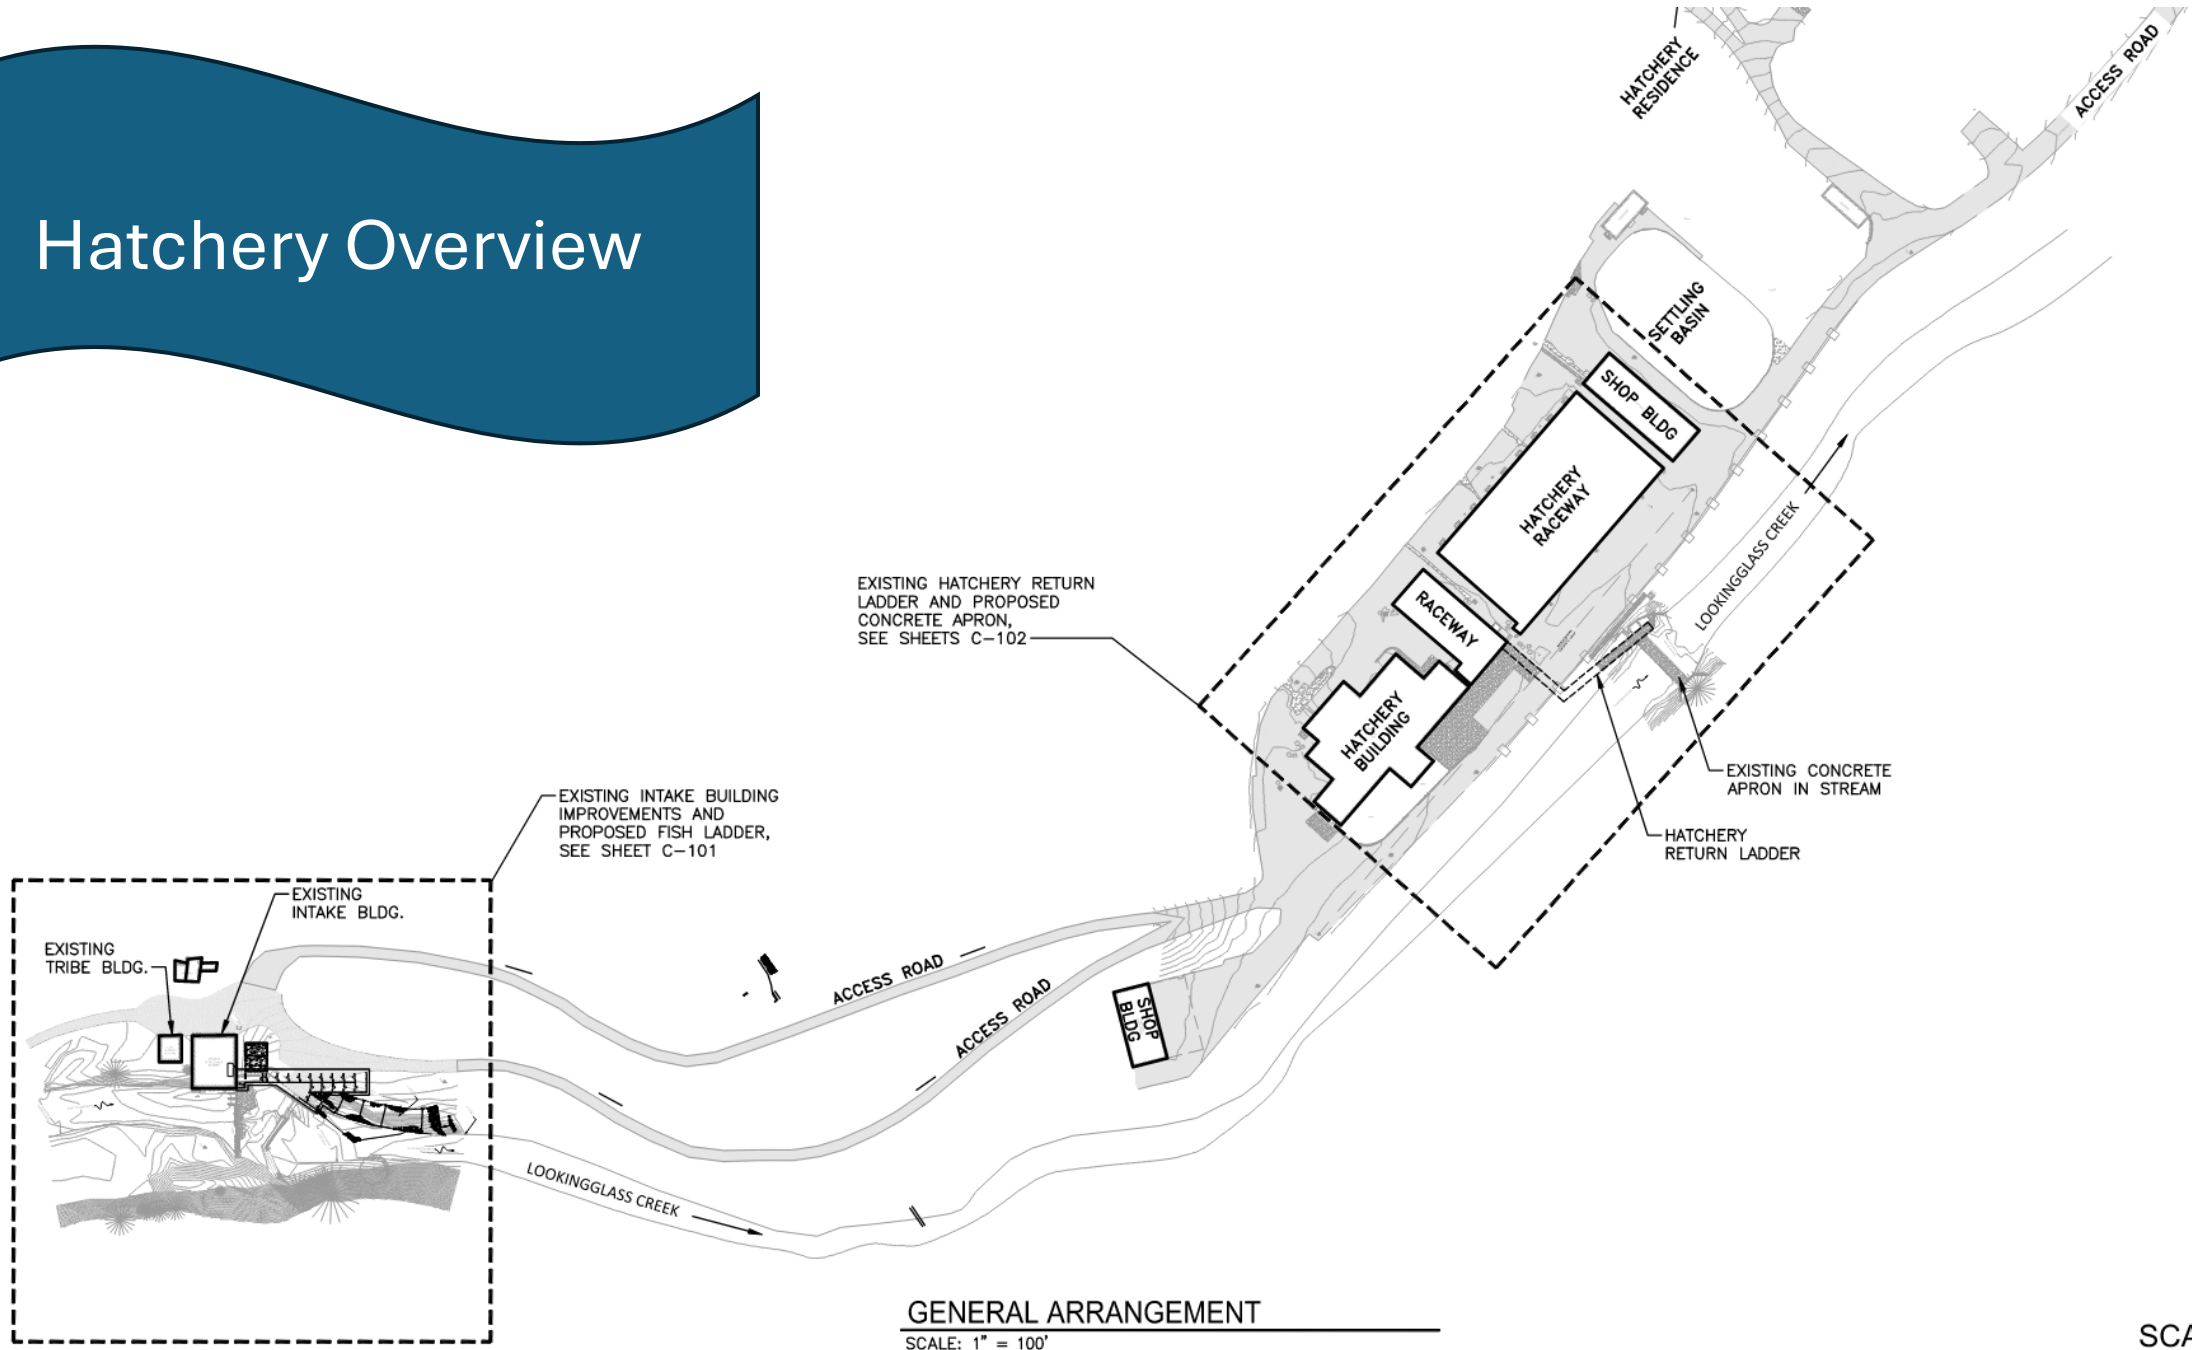 Hatchery Overview
HATCHERY
RESIDENCE
ACCESS ROAD
SETTLING
BASIN
SHOP BLDG
HATCHERY
RACEWAY
LOOKINGGLASS CREEK
EXISTING HATCHERY RETURN
LADDER AND PROPOSED
CONCRETE APRON,
SEE SHEETS C-102
RACEWAY
HATCHERY
BUILDING
EXISTING CONCRETE
APRON IN STREAM
HATCHERY
RETURN LADDER
EXISTING INTAKE BUILDING
IMPROVEMENTS AND
PROPOSED FISH LADDER,
SEE SHEET C-101
EXISTING
INTAKE BLDG.
EXISTING
TRIBE BLDG.
ACCESS ROAD
ACCESS ROAD
SHOP
BLDG
LOOKINGGLASS CREEK
GENERAL ARRANGEMENT
SCALE: 1" = 100'
SCA